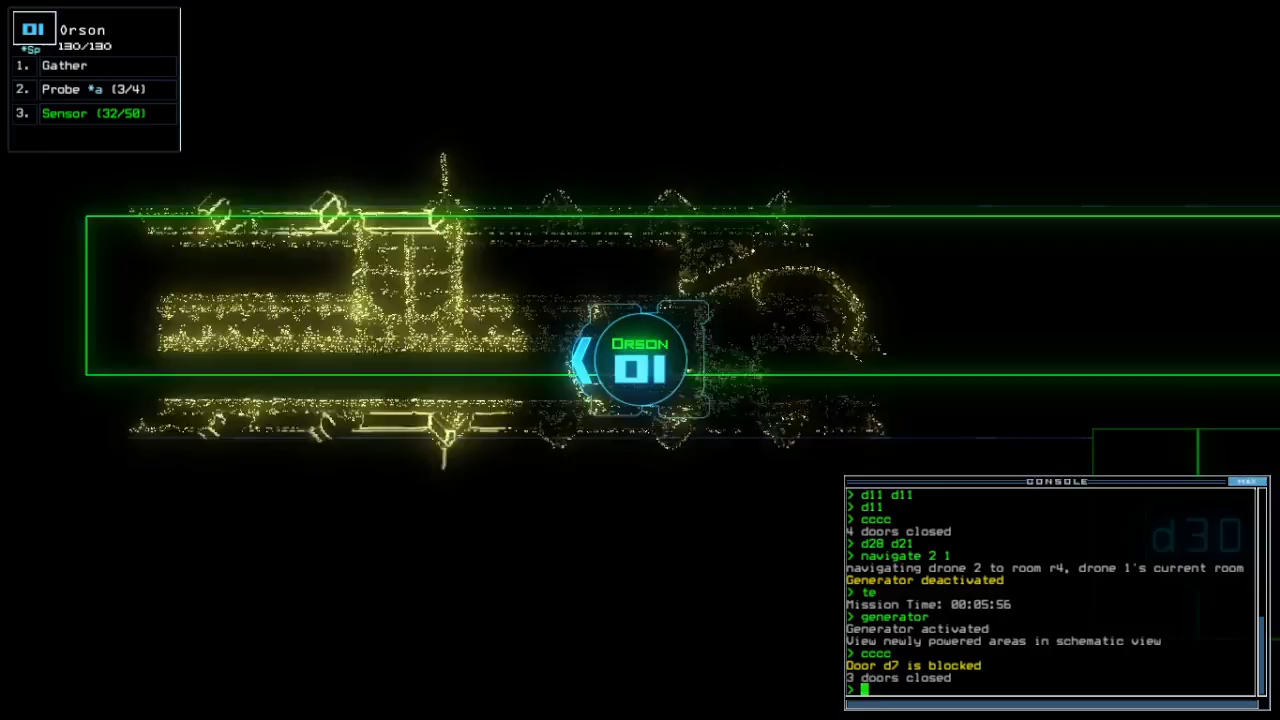 01 Orson
*Sp 130/130
1. Gather
2. Probe *a (3/4)
3. Sensor (32/50)
Orson
01
d30
CONSOLE
MAX
> d11 d11
> d11
> cccc
4 doors closed
> d28 d21
> navigate 2 1
navigating drone 2 to room r4, drone 1's current room
Generator deactivated
> te
Mission Time: 00:05:56
> generator
Generator activated
View newly powered areas in schematic view
> cccc
Door d7 is blocked
3 doors closed
>